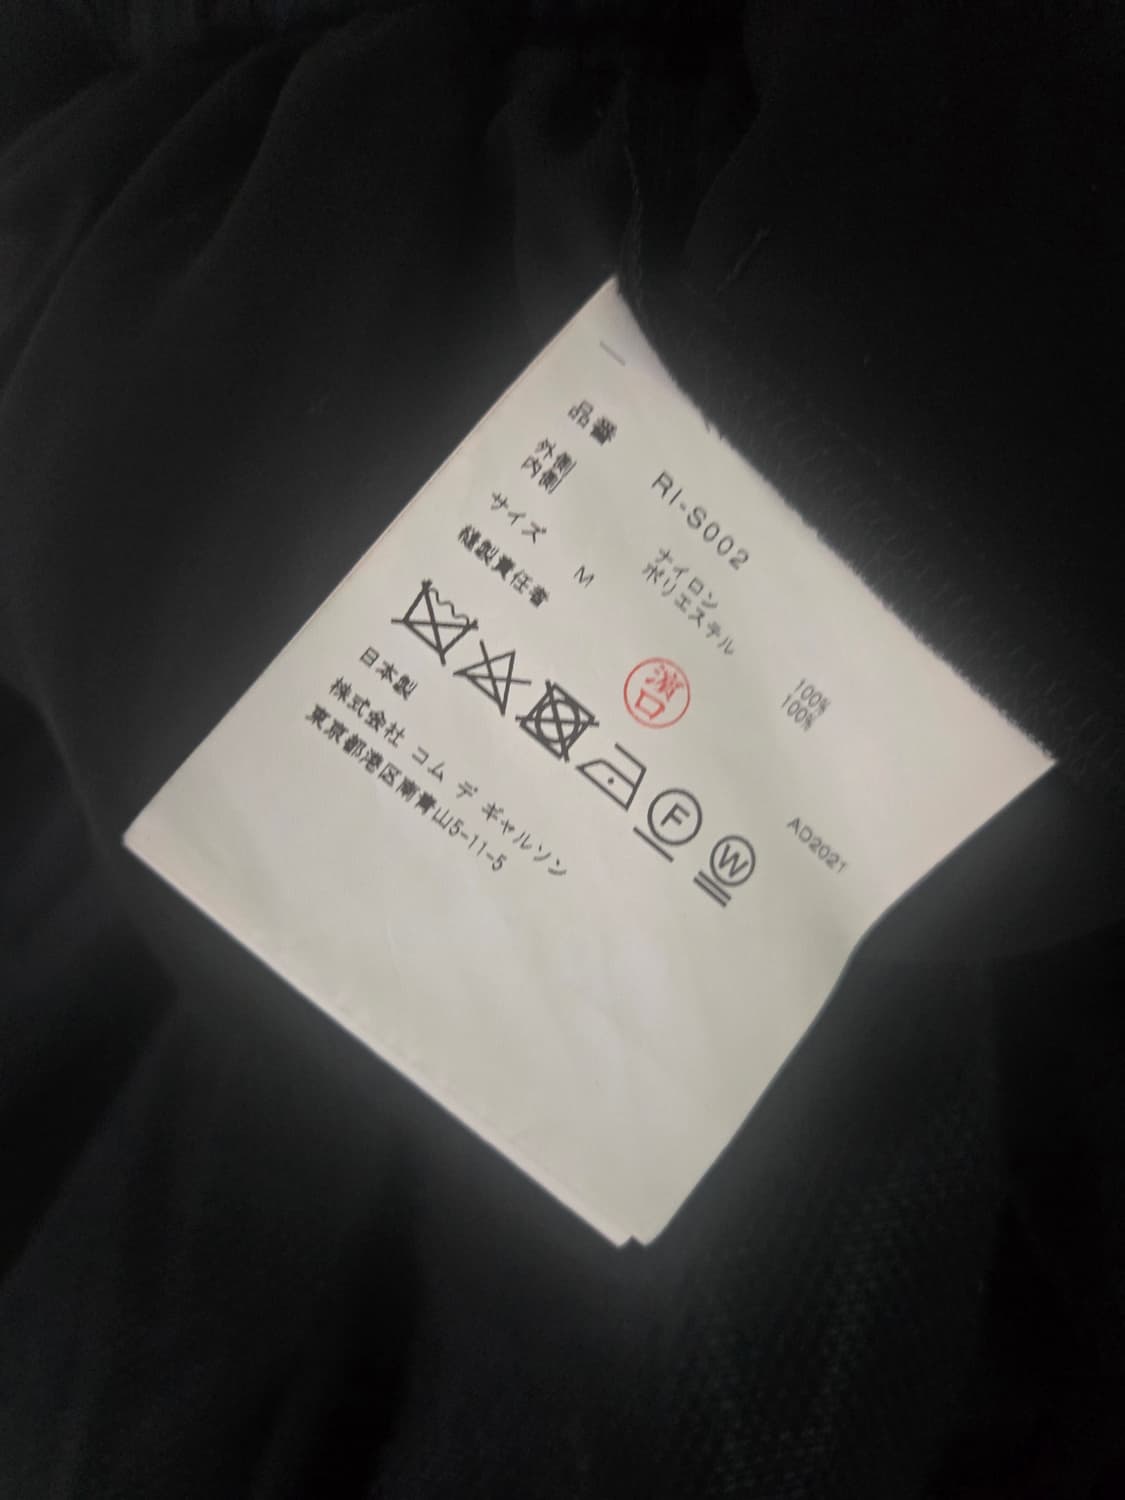 品番 RI-S002
外側 ナイロン 100%
内側 ポリエステル 100%
サイズ M
縫製責任者 濱口
F W
日本製 AD2021
株式会社 コム デ ギャルソン
東京都港区南青山5-11-5